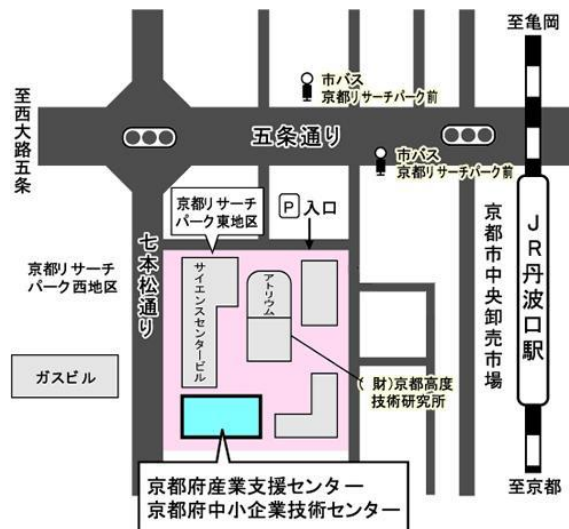 至亀岡
市バス
京都リサーチパーク前
至西大路五条
五条通り
市バス
京都リサーチパーク前
京都リサーチ
パーク東地区
P 入口
JR丹波口駅
京都市中央卸売市場
七本松通り
京都リサーチ
パーク西地区
サイエンスセンタービル
アトリウム
ガスビル
(財)京都高度
技術研究所
京都府産業支援センター
京都府中小企業技術センター
至京都